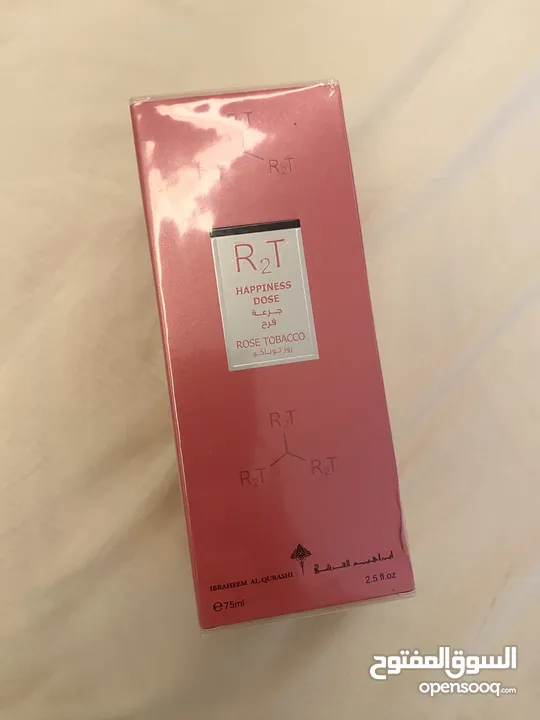 R₂T
R₂T
HAPPINESS
DOSE
جرعة
فرح
ROSE TOBACCO
روز توباكو
R₂T
R₂T
R₂T
IBRAHEEM AL.QURASHI
ابراهيم القرشي
℮75ml
2.5 fl.oz
السوق المفتوح
opensooq.com